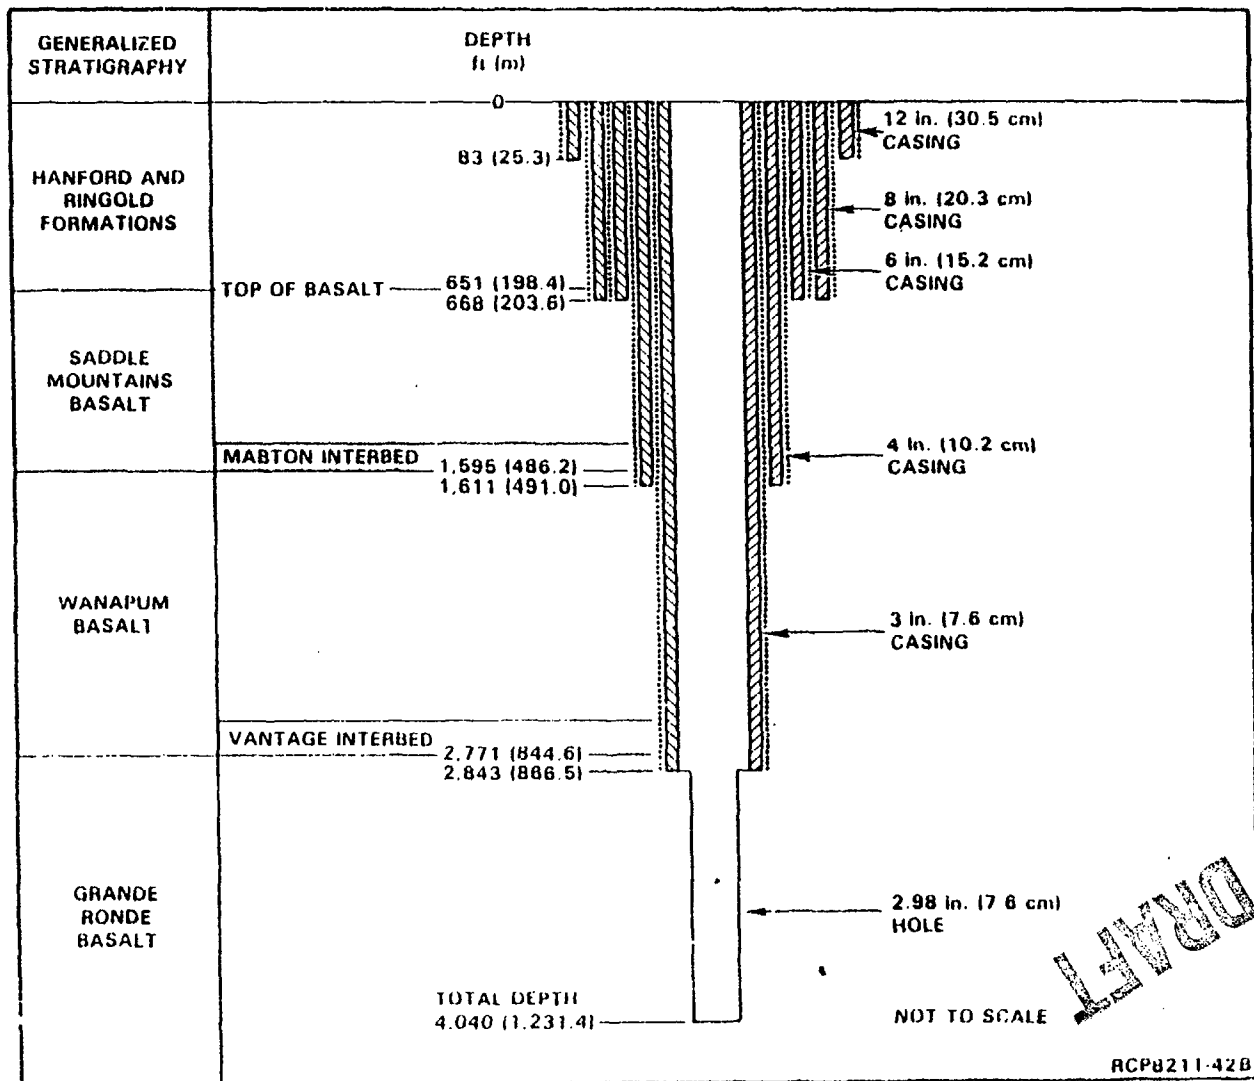 GENERALIZED
STRATIGRAPHY
DEPTH
ft (m)
0
12 in. (30.5 cm)
CASING
83 (25.3)
HANFORD AND
RINGOLD
FORMATIONS
8 in. (20.3 cm)
CASING
6 in. (15.2 cm)
CASING
TOP OF BASALT
651 (198.4)
668 (203.6)
SADDLE
MOUNTAINS
BASALT
MABTON INTERBED
1,595 (486.2)
1,611 (491.0)
4 in. (10.2 cm)
CASING
WANAPUM
BASALT
3 in. (7.6 cm)
CASING
VANTAGE INTERBED
2,771 (844.6)
2,843 (866.5)
GRANDE
RONDE
BASALT
2.98 in. (7 6 cm)
HOLE
DRAFT
TOTAL DEPTH
4.040 (1,231.4)
NOT TO SCALE
RCP8211-42B